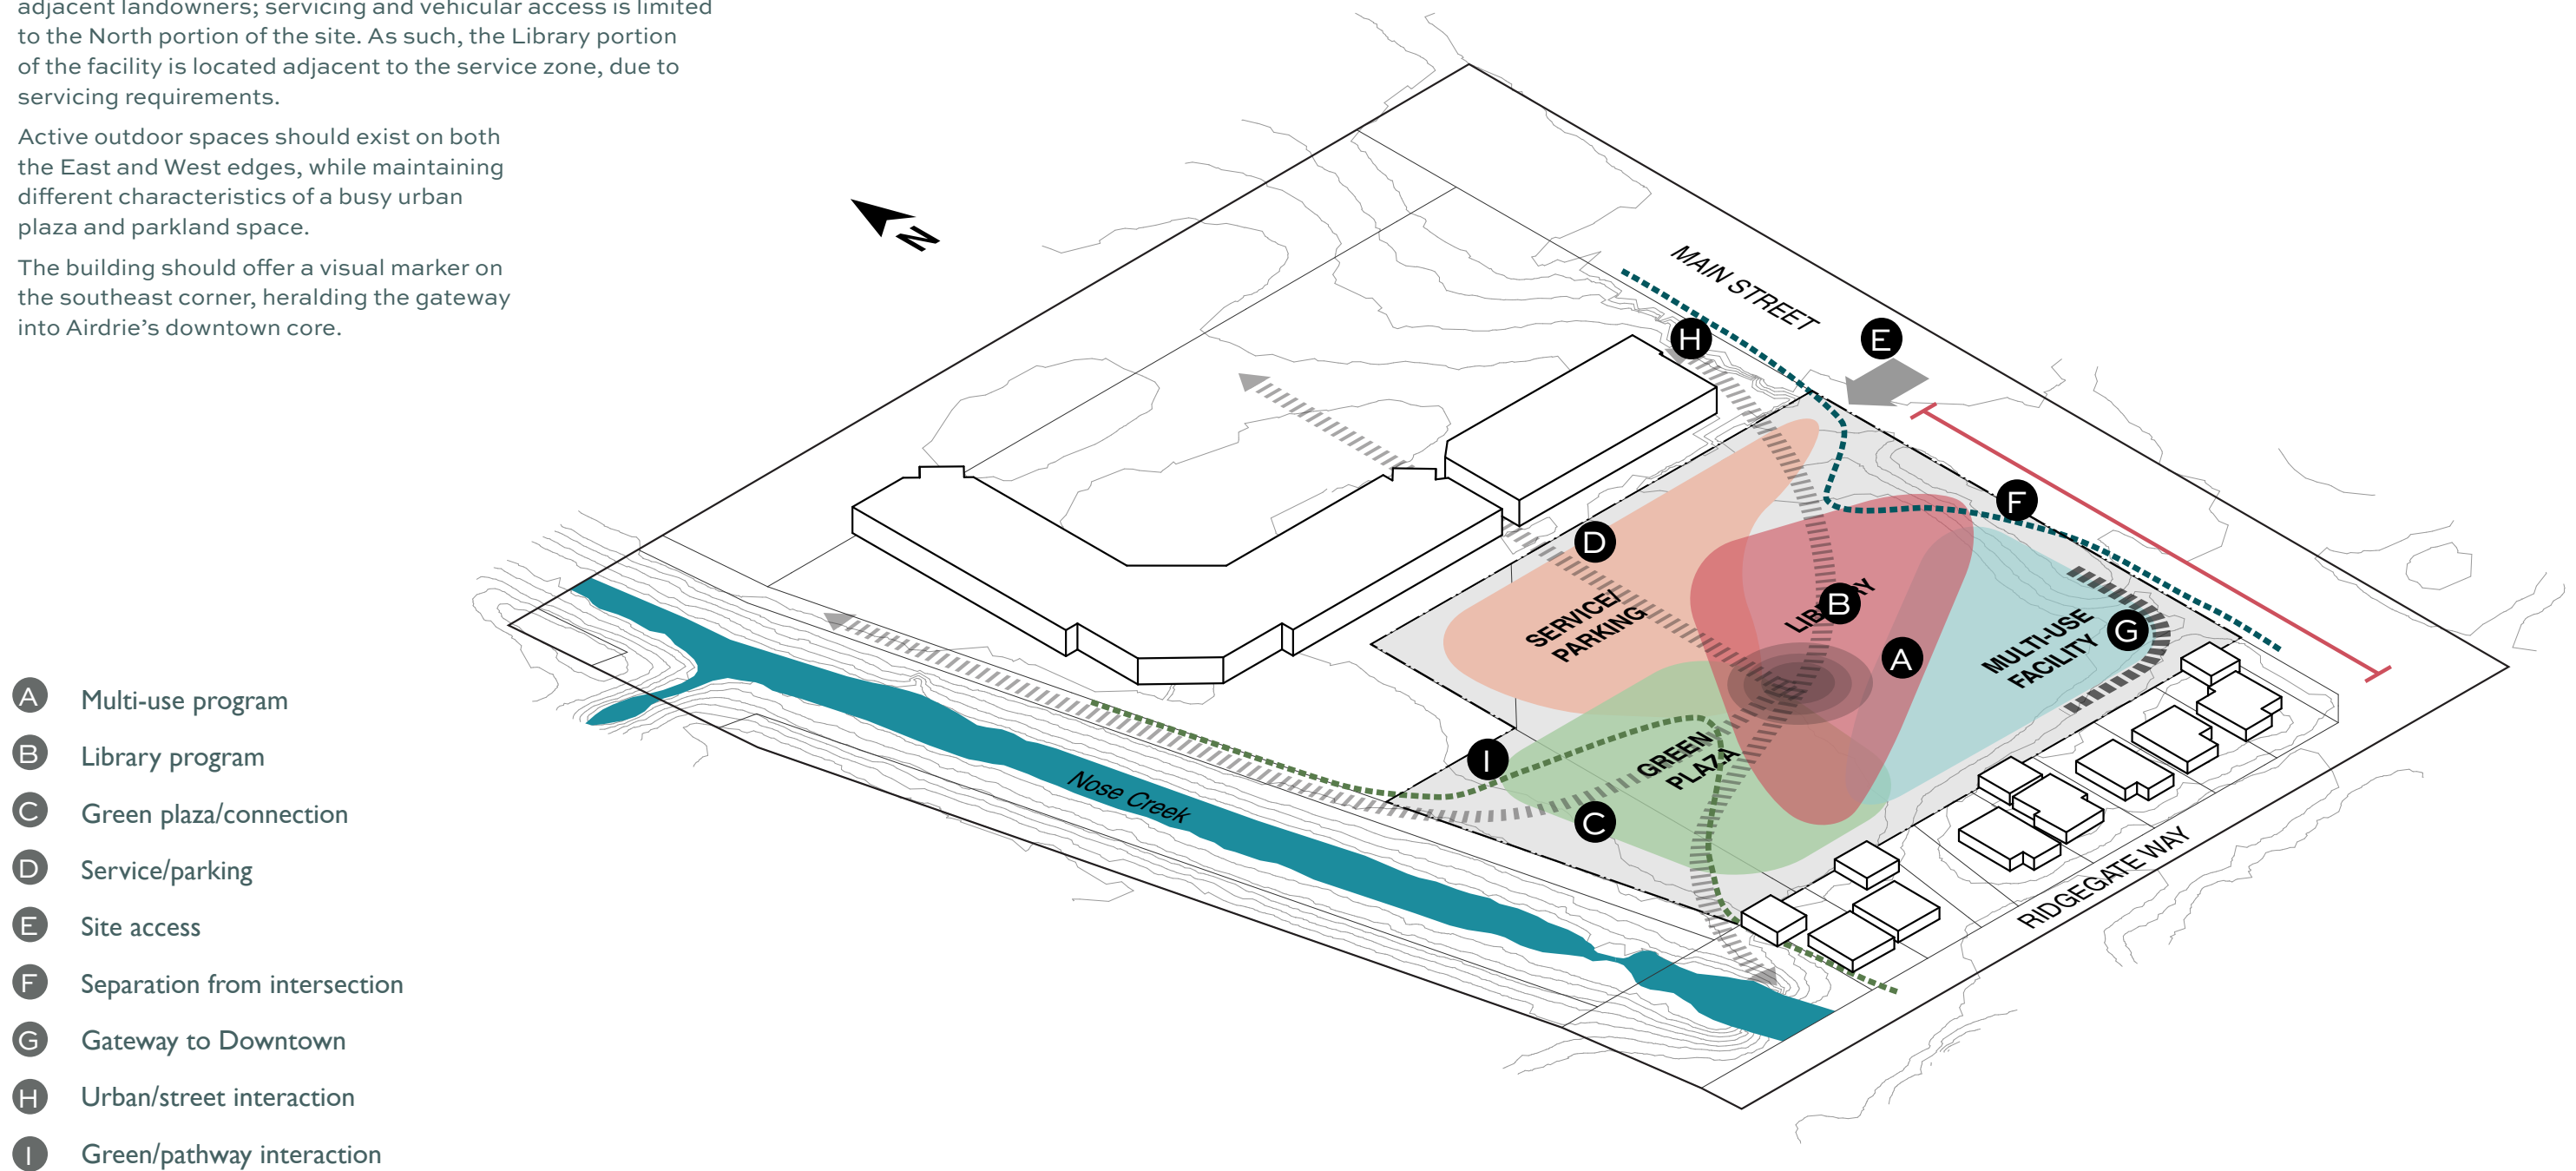 adjacent landowners; servicing and vehicular access is limited
to the North portion of the site. As such, the Library portion
of the facility is located adjacent to the service zone, due to
servicing requirements.
Active outdoor spaces should exist on both
the East and West edges, while maintaining
different characteristics of a busy urban
plaza and parkland space.
The building should offer a visual marker on
the southeast corner, heralding the gateway
into Airdrie’s downtown core.
N
MAIN STREET
H
E
F
D
SERVICE/
PARKING
B
A
MULTI-USE
FACILITY
G
I
GREEN
PLAZA
C
Nose Creek
RIDGEGATE WAY
A Multi-use program
B Library program
C Green plaza/connection
D Service/parking
E Site access
F Separation from intersection
G Gateway to Downtown
H Urban/street interaction
I Green/pathway interaction